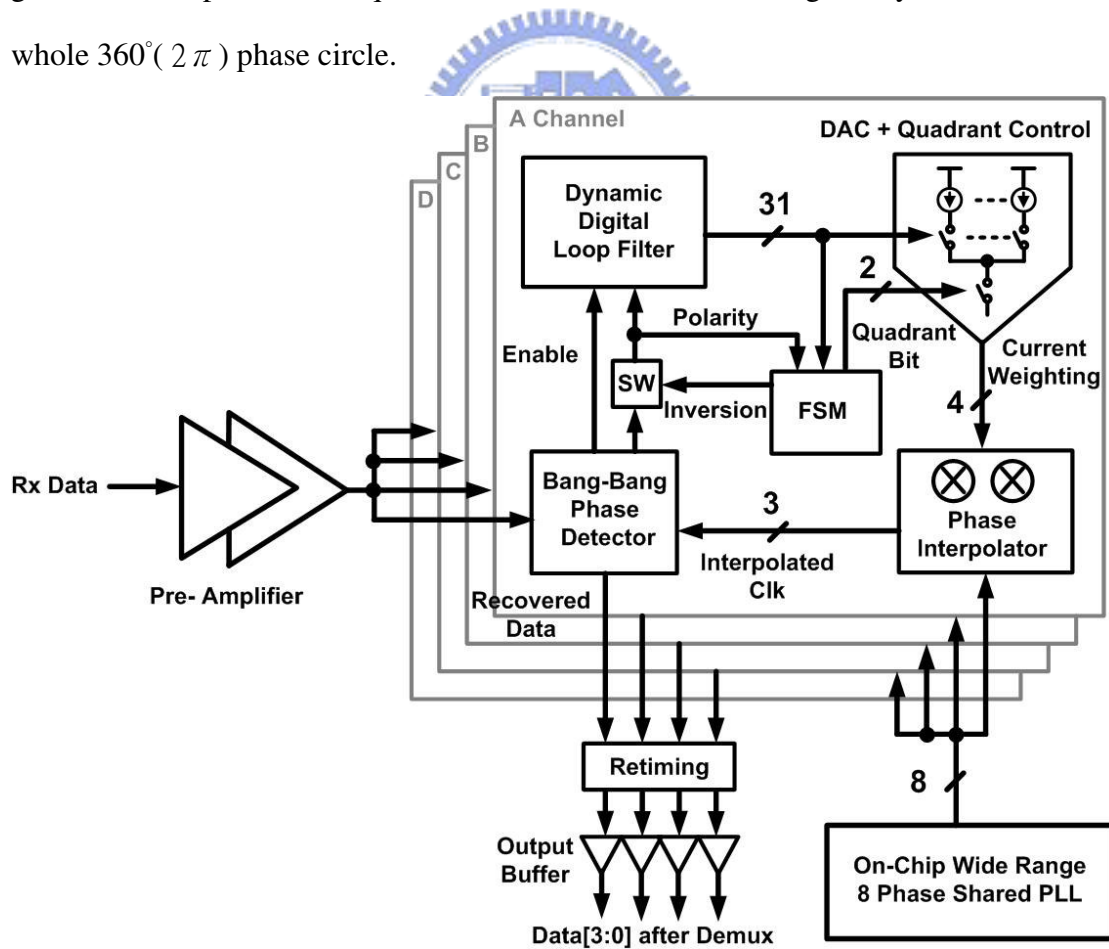 whole 360°( 2π ) phase circle.
A Channel
B
C
D
DAC + Quadrant Control
Dynamic
Digital
Loop Filter
31
2
Polarity
Quadrant
Bit
Enable
SW
Inversion
FSM
Current
Weighting
4
Rx Data
Pre- Amplifier
Bang-Bang
Phase
Detector
3
Interpolated
Clk
Phase
Interpolator
Recovered
Data
Retiming
8
Output
Buffer
On-Chip Wide Range
8 Phase Shared PLL
Data[3:0] after Demux